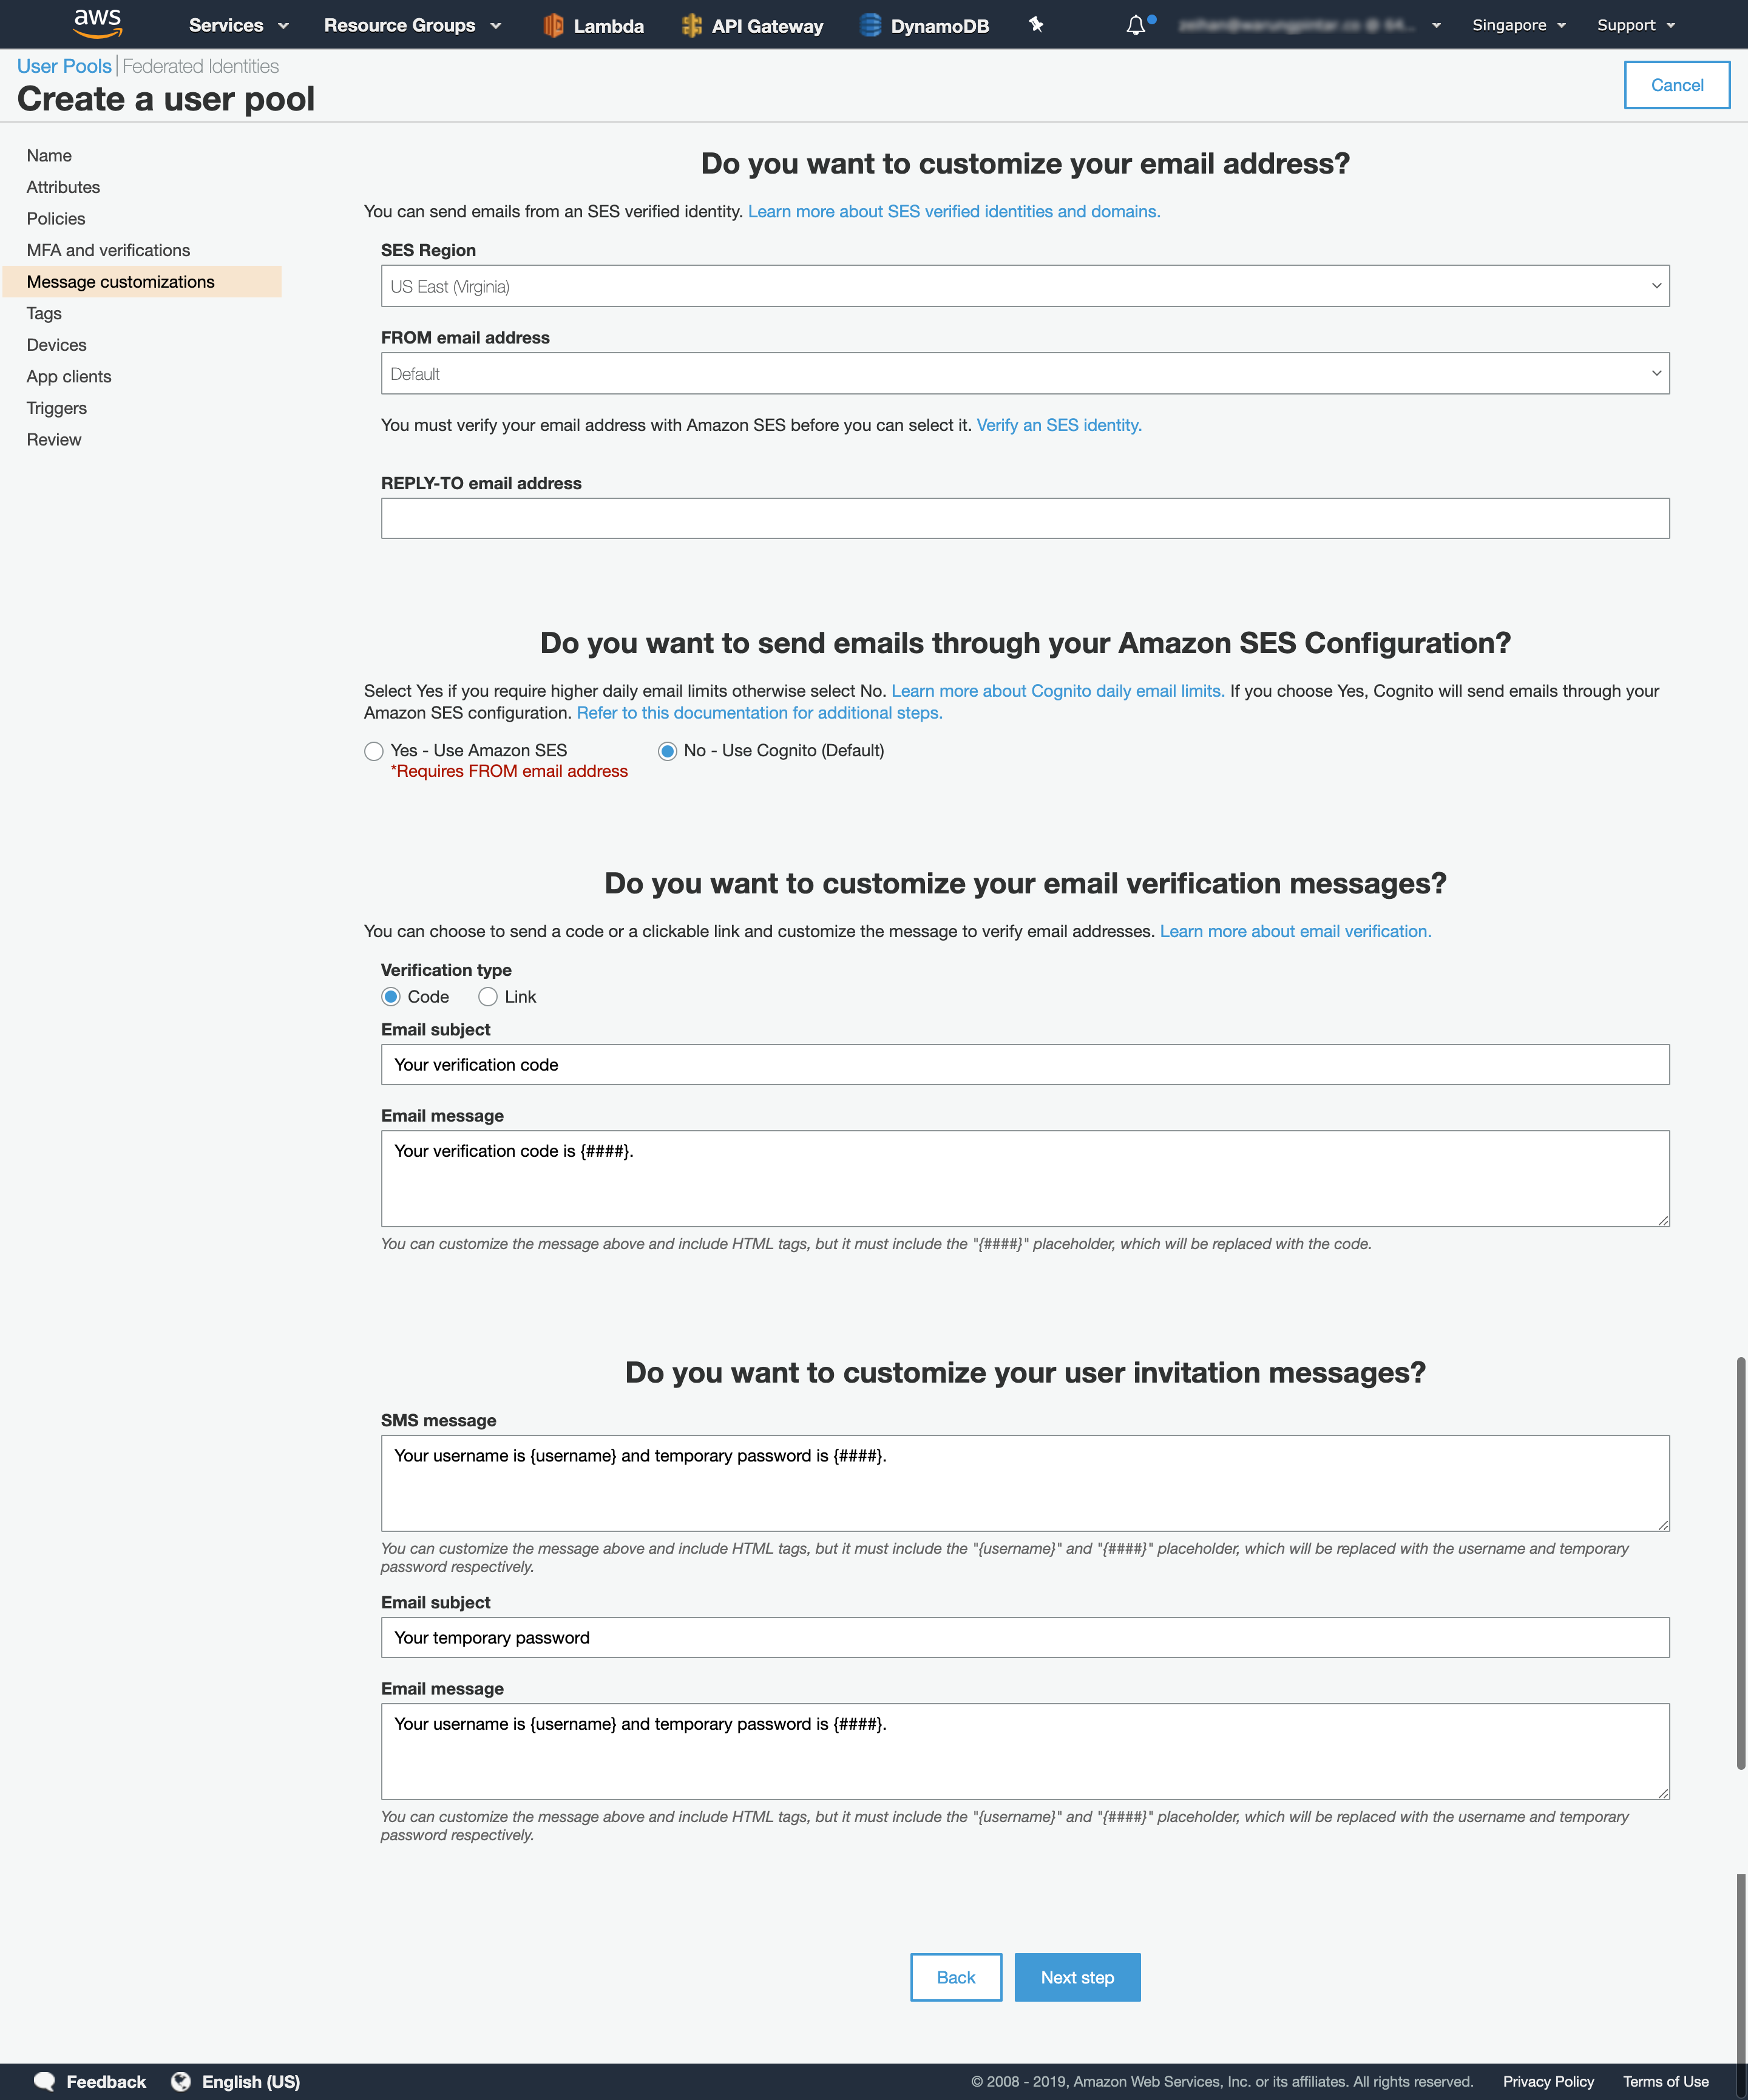 aws
Services
Resource Groups
Lambda
API Gateway
DynamoDB
Singapore
Support
User Pools
Federated Identities
Create a user pool
Cancel
Name
Attributes
Policies
MFA and verifications
Message customizations
Tags
Devices
App clients
Triggers
Review
Do you want to customize your email address?
You can send emails from an SES verified identity. Learn more about SES verified identities and domains.
SES Region
US East (Virginia)
FROM email address
Default
You must verify your email address with Amazon SES before you can select it. Verify an SES identity.
REPLY-TO email address
Do you want to send emails through your Amazon SES Configuration?
Select Yes if you require higher daily email limits otherwise select No. Learn more about Cognito daily email limits. If you choose Yes, Cognito will send emails through your
Amazon SES configuration. Refer to this documentation for additional steps.
Yes - Use Amazon SES
*Requires FROM email address
No - Use Cognito (Default)
Do you want to customize your email verification messages?
You can choose to send a code or a clickable link and customize the message to verify email addresses. Learn more about email verification.
Verification type
Code
Link
Email subject
Your verification code
Email message
Your verification code is {####}.
You can customize the message above and include HTML tags, but it must include the "{####}" placeholder, which will be replaced with the code.
Do you want to customize your user invitation messages?
SMS message
Your username is {username} and temporary password is {####}.
You can customize the message above and include HTML tags, but it must include the "{username}" and "{####}" placeholder, which will be replaced with the username and temporary
password respectively.
Email subject
Your temporary password
Email message
Your username is {username} and temporary password is {####}.
You can customize the message above and include HTML tags, but it must include the "{username}" and "{####}" placeholder, which will be replaced with the username and temporary
password respectively.
Back
Next step
Feedback
English (US)
© 2008 - 2019, Amazon Web Services, Inc. or its affiliates. All rights reserved.
Privacy Policy
Terms of Use